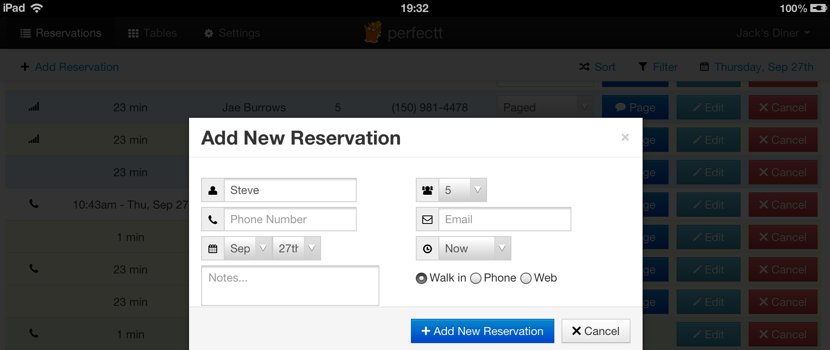 iPad 19:32 100%
Reservations Tables Settings perfectt Jack's Diner
Add Reservation Sort Filter Thursday, Sep 27th
23 min Jae Burrows 5 (150) 981-4478 Paged Page Edit Cancel
23 min Page Edit Cancel
23 min Page Edit Cancel
10:43am - Thu, Sep 27 Page Edit Cancel
1 min Page Edit Cancel
23 min Page Edit Cancel
23 min Page Edit Cancel
1 min Edit Cancel
Add New Reservation ×
Steve 5
Phone Number Email
Sep 27th Now
Notes... Walk in Phone Web
Add New Reservation Cancel